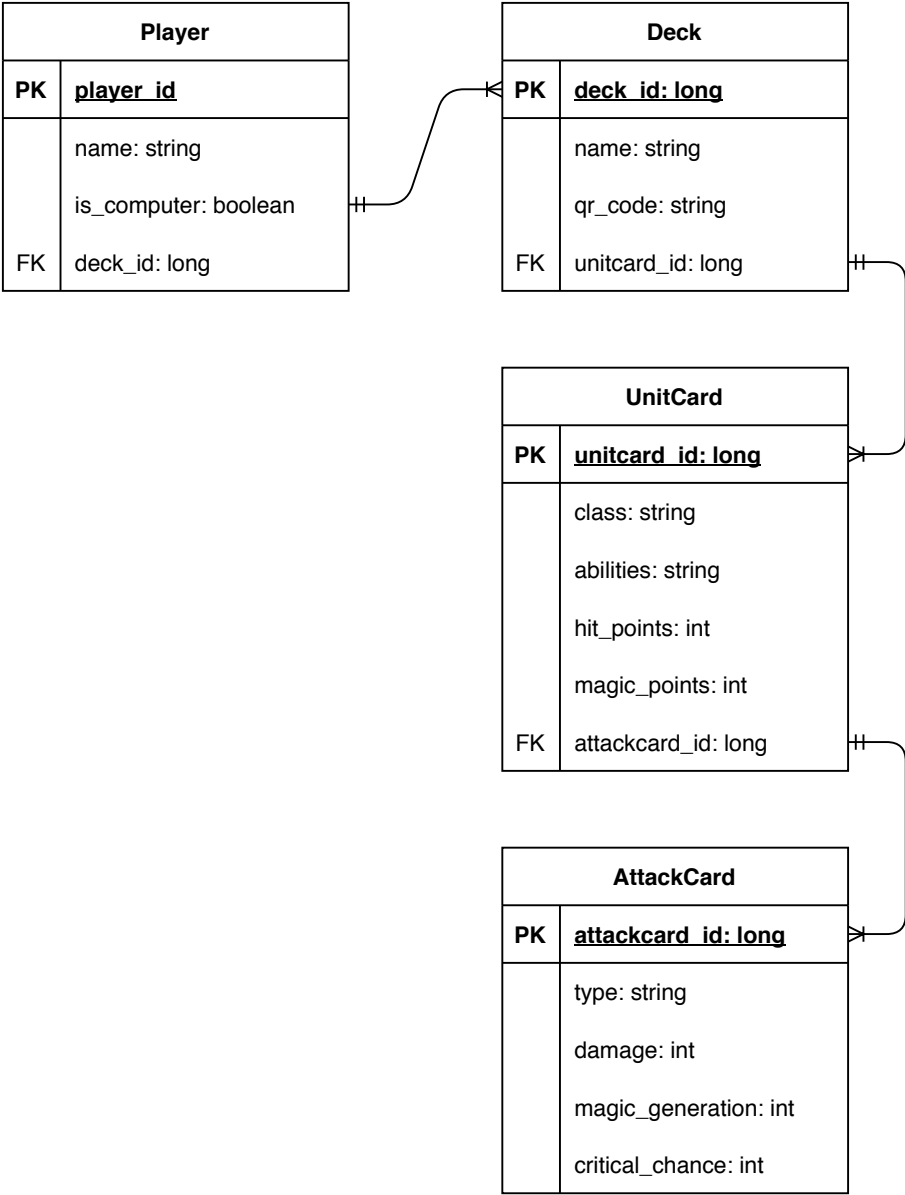 Player
PK player_id
name: string
is_computer: boolean
FK deck_id: long
Deck
PK deck_id: long
name: string
qr_code: string
FK unitcard_id: long
UnitCard
PK unitcard_id: long
class: string
abilities: string
hit_points: int
magic_points: int
FK attackcard_id: long
AttackCard
PK attackcard_id: long
type: string
damage: int
magic_generation: int
critical_chance: int